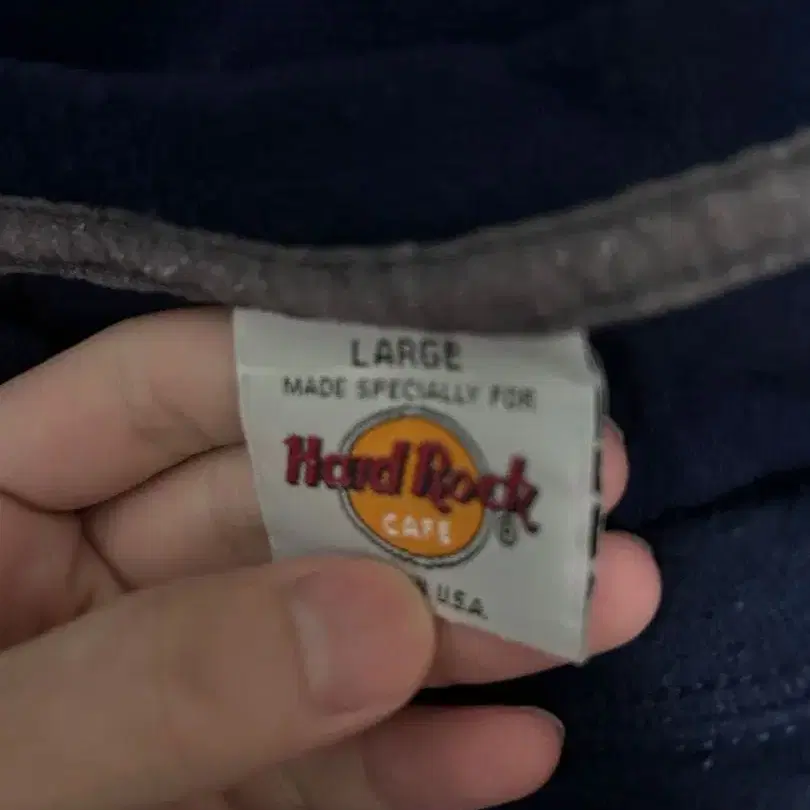 LARGE
MADE SPECIALLY FOR
Hard Rock
CAFE
®
U.S.A.